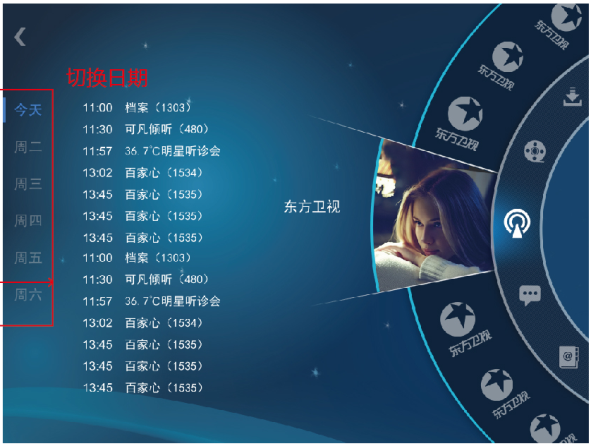 切换日期
今天
周二
周三
周四
周五
周六
11:00 档案（1303）
11:30 可凡倾听（480）
11:57 36.7℃明星听诊会
13:02 百家心（1534）
13:45 百家心（1535）
13:45 百家心（1535）
13:45 百家心（1535）
11:00 档案（1303）
11:30 可凡倾听（480）
11:57 36.7℃明星听诊会
13:02 百家心（1534）
13:45 百家心（1535）
13:45 百家心（1535）
13:45 百家心（1535）
东方卫视
东方卫视
东方卫视
东方卫视
东方卫视
东方卫视
@